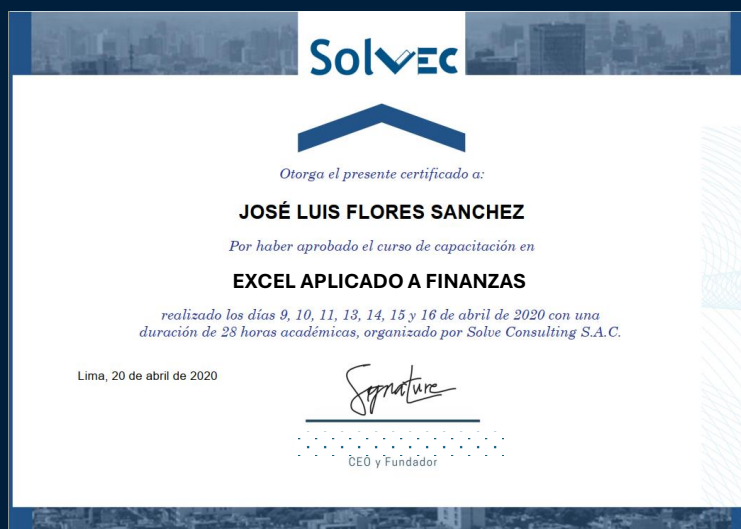 SolvEC
Otorga el presente certificado a:
JOSÉ LUIS FLORES SANCHEZ
Por haber aprobado el curso de capacitación en
EXCEL APLICADO A FINANZAS
realizado los días 9, 10, 11, 13, 14, 15 y 16 de abril de 2020 con una
duración de 28 horas académicas, organizado por Solve Consulting S.A.C.
Lima, 20 de abril de 2020
Signature
CEO y Fundador